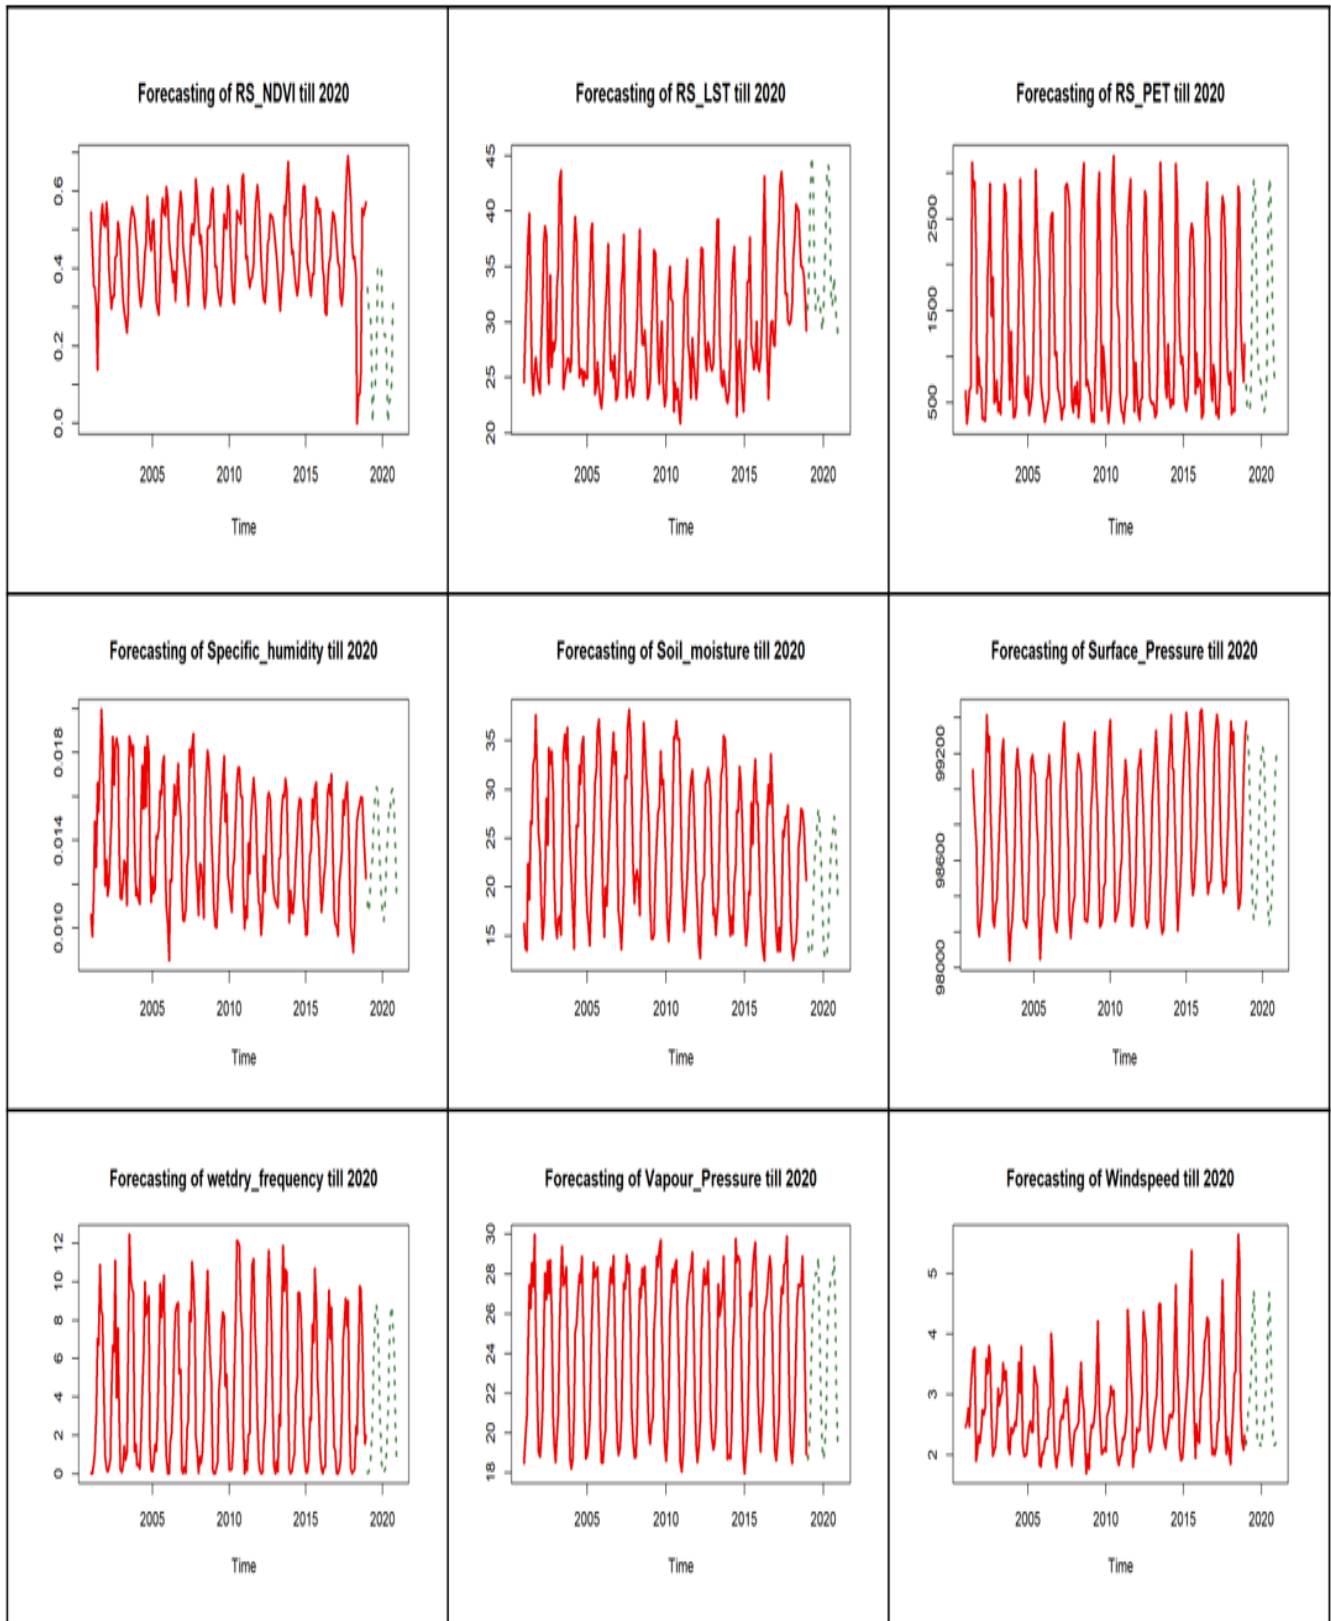 Forecasting of RS_NDVI till 2020
0.0 0.2 0.4 0.6
2005 2010 2015 2020
Time
Forecasting of RS_LST till 2020
20 25 30 35 40 45
2005 2010 2015 2020
Time
Forecasting of RS_PET till 2020
500 1500 2500
2005 2010 2015 2020
Time
Forecasting of Specific_humidity till 2020
0.010 0.014 0.018
2005 2010 2015 2020
Time
Forecasting of Soil_moisture till 2020
15 20 25 30 35
2005 2010 2015 2020
Time
Forecasting of Surface_Pressure till 2020
98000 98600 99200
2005 2010 2015 2020
Time
Forecasting of wetdry_frequency till 2020
0 2 4 6 8 10 12
2005 2010 2015 2020
Time
Forecasting of Vapour_Pressure till 2020
18 20 22 24 26 28 30
2005 2010 2015 2020
Time
Forecasting of Windspeed till 2020
2 3 4 5
2005 2010 2015 2020
Time